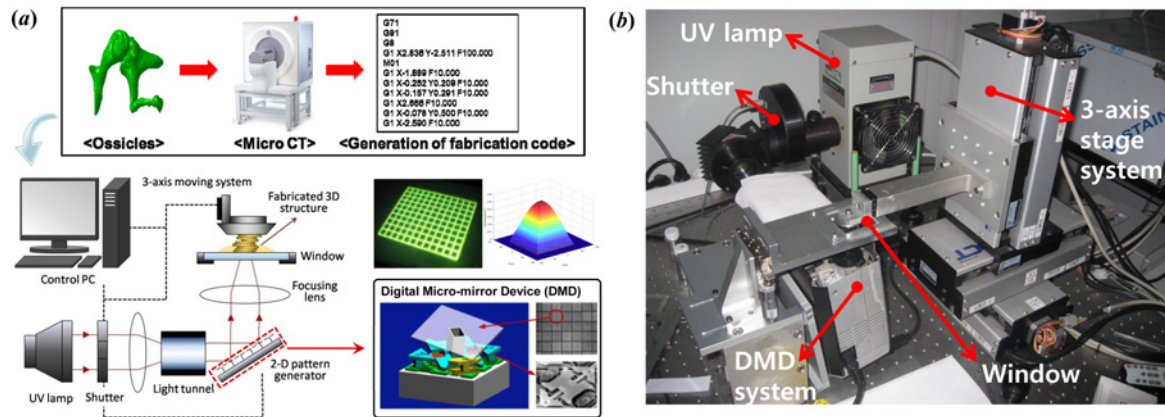 (a)
G71
G91
G8
G1 X2.836 Y-2.511 F100.000
M01
G1 X-1.889 F10.000
G1 X-0.282 Y0.209 F10.000
G1 X-0.157 Y0.291 F10.000
G1 X2.666 F10.000
G1 X-0.078 Y0.500 F10.000
G1 X-2.590 F10.000
<Ossicles>
<Micro CT>
<Generation of fabrication code>
3-axis moving system
Fabricated 3D
structure
Window
Control PC
Focusing
lens
Digital Micro-mirror Device (DMD)
2-D pattern
generator
Light tunnel
UV lamp
Shutter
(b)
UV lamp
Shutter
3-axis
stage
system
STAINL
DMD
system
Window